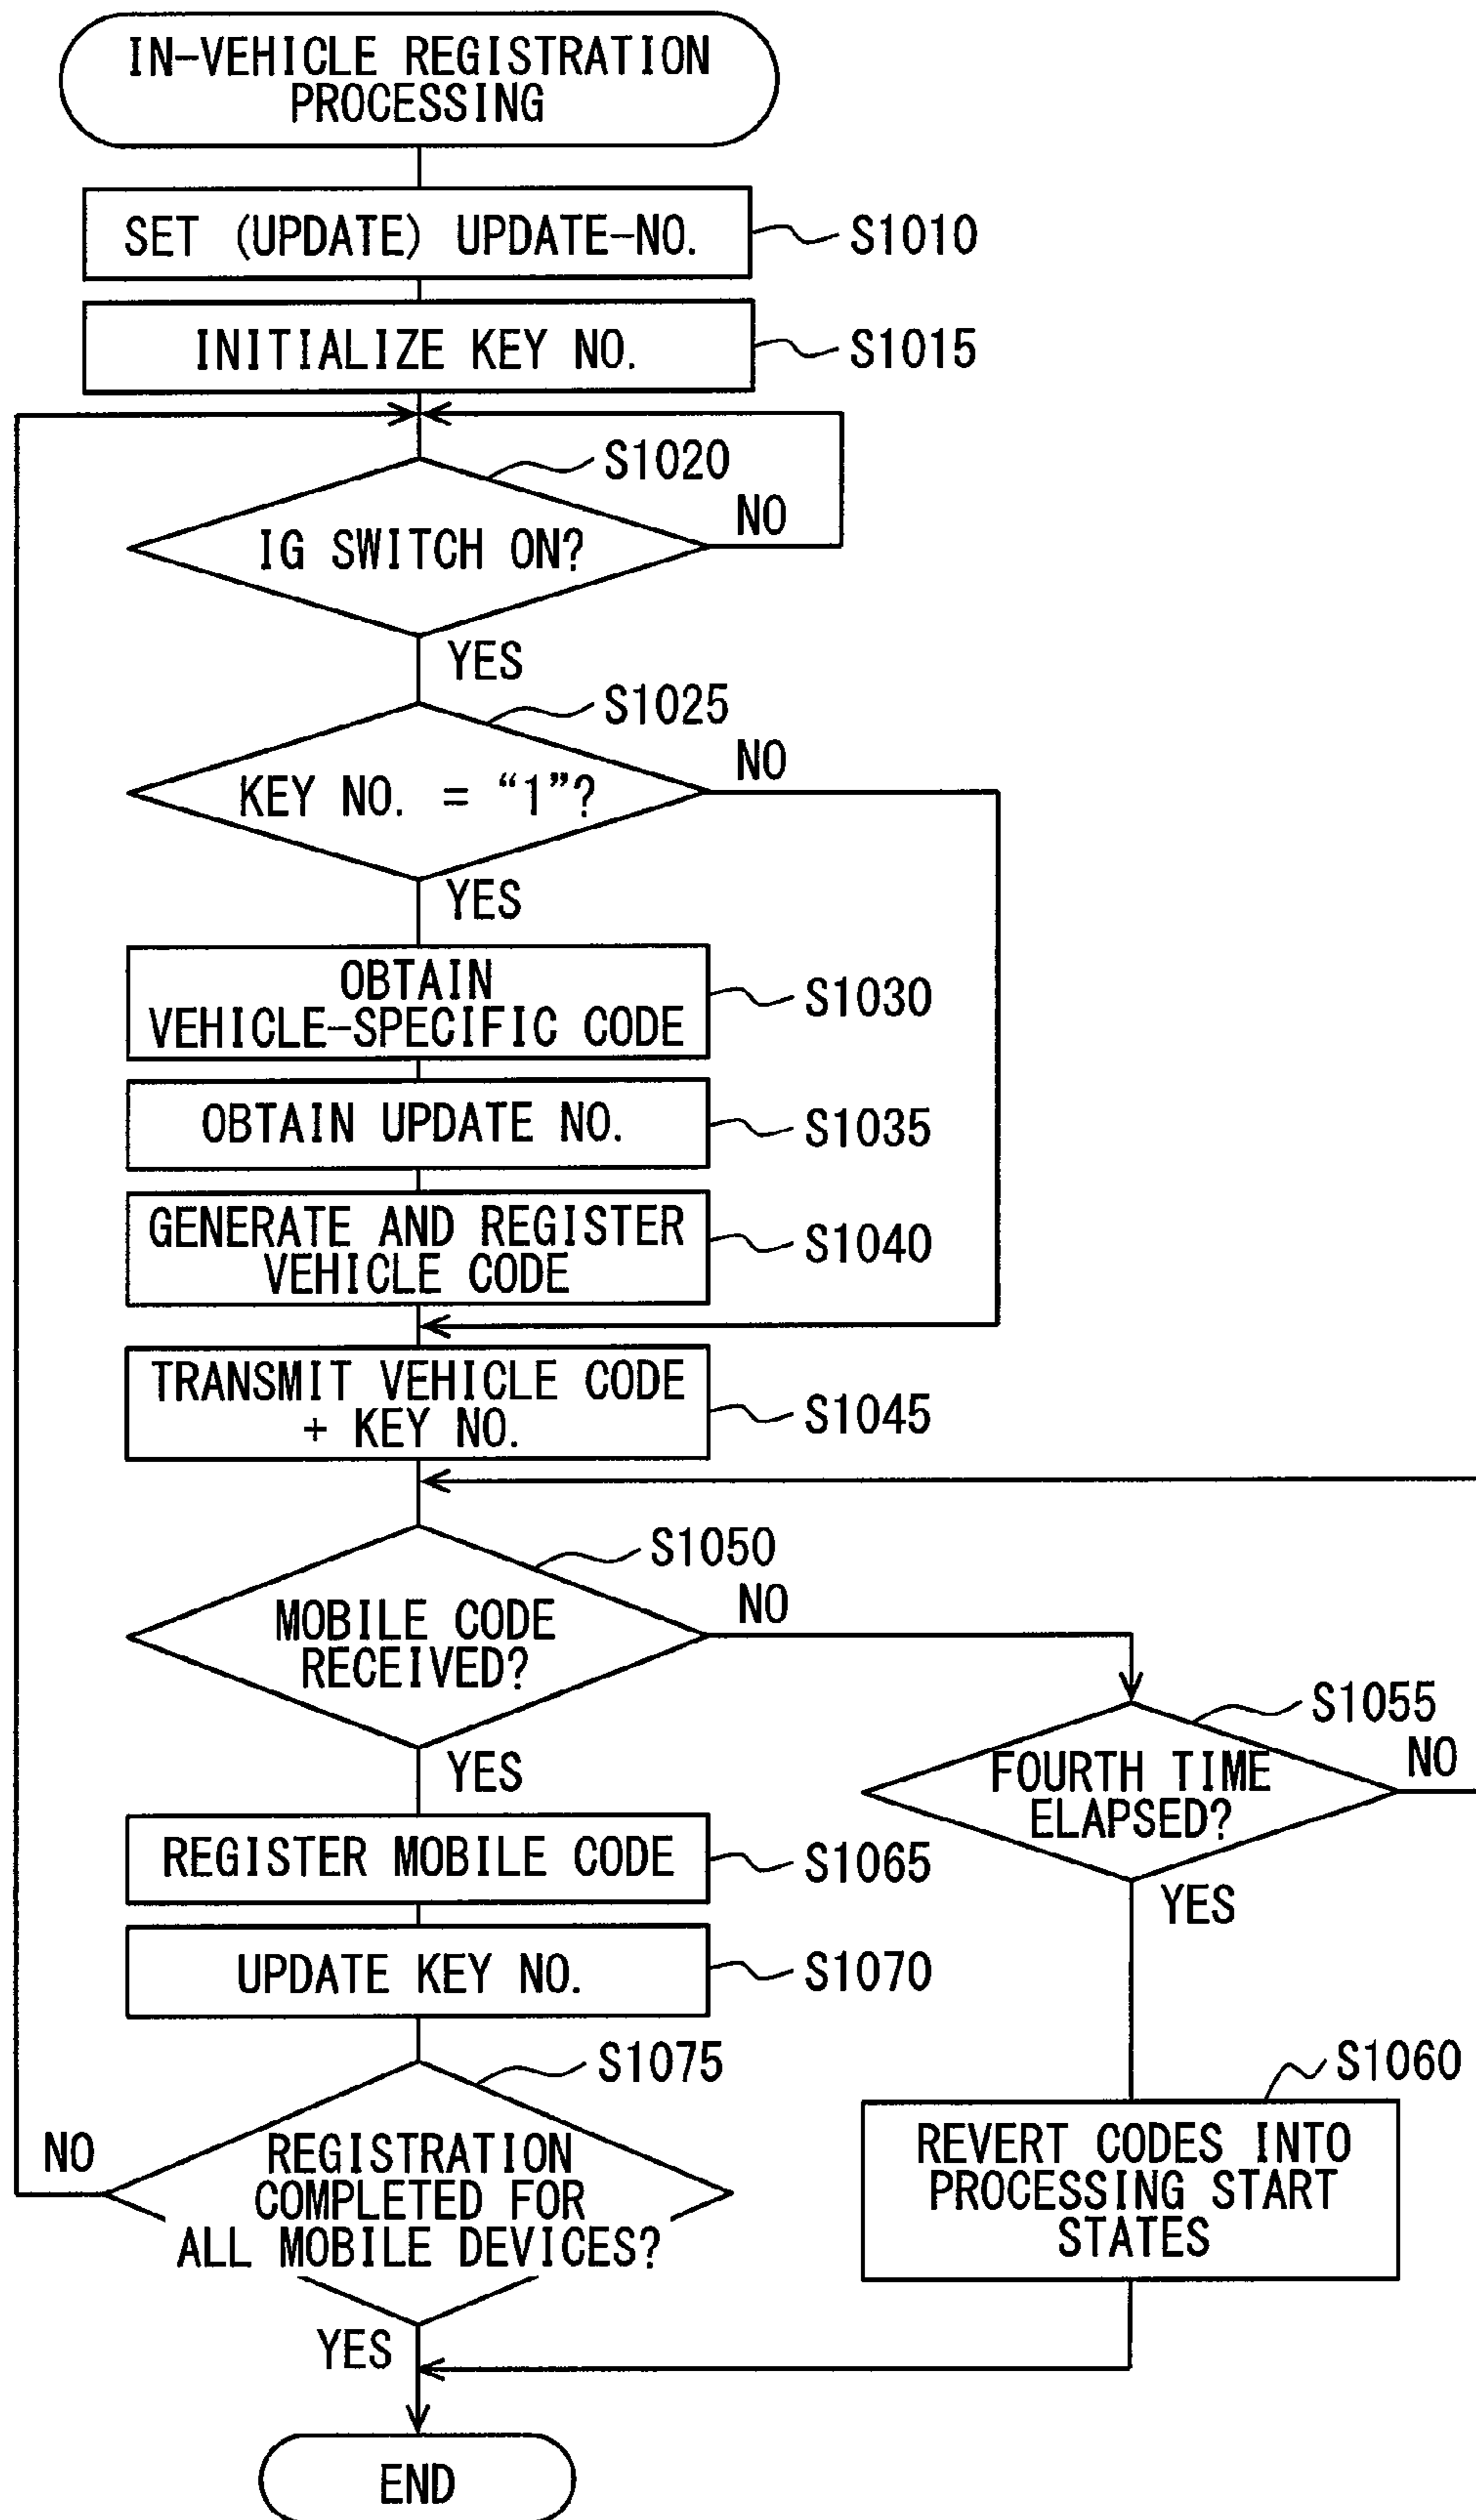 IN-VEHICLE REGISTRATION
PROCESSING
SET (UPDATE) UPDATE-NO.
S1010
INITIALIZE KEY NO.
S1015
S1020
IG SWITCH ON?
NO
YES
S1025
KEY NO. = “1”?
NO
YES
OBTAIN
VEHICLE-SPECIFIC CODE
S1030
OBTAIN UPDATE NO.
S1035
GENERATE AND REGISTER
VEHICLE CODE
S1040
TRANSMIT VEHICLE CODE
+ KEY NO.
S1045
S1050
MOBILE CODE
RECEIVED?
NO
YES
S1055
FOURTH TIME
ELAPSED?
NO
YES
REGISTER MOBILE CODE
S1065
UPDATE KEY NO.
S1070
S1075
REGISTRATION
COMPLETED FOR
ALL MOBILE DEVICES?
NO
YES
S1060
REVERT CODES INTO
PROCESSING START
STATES
END